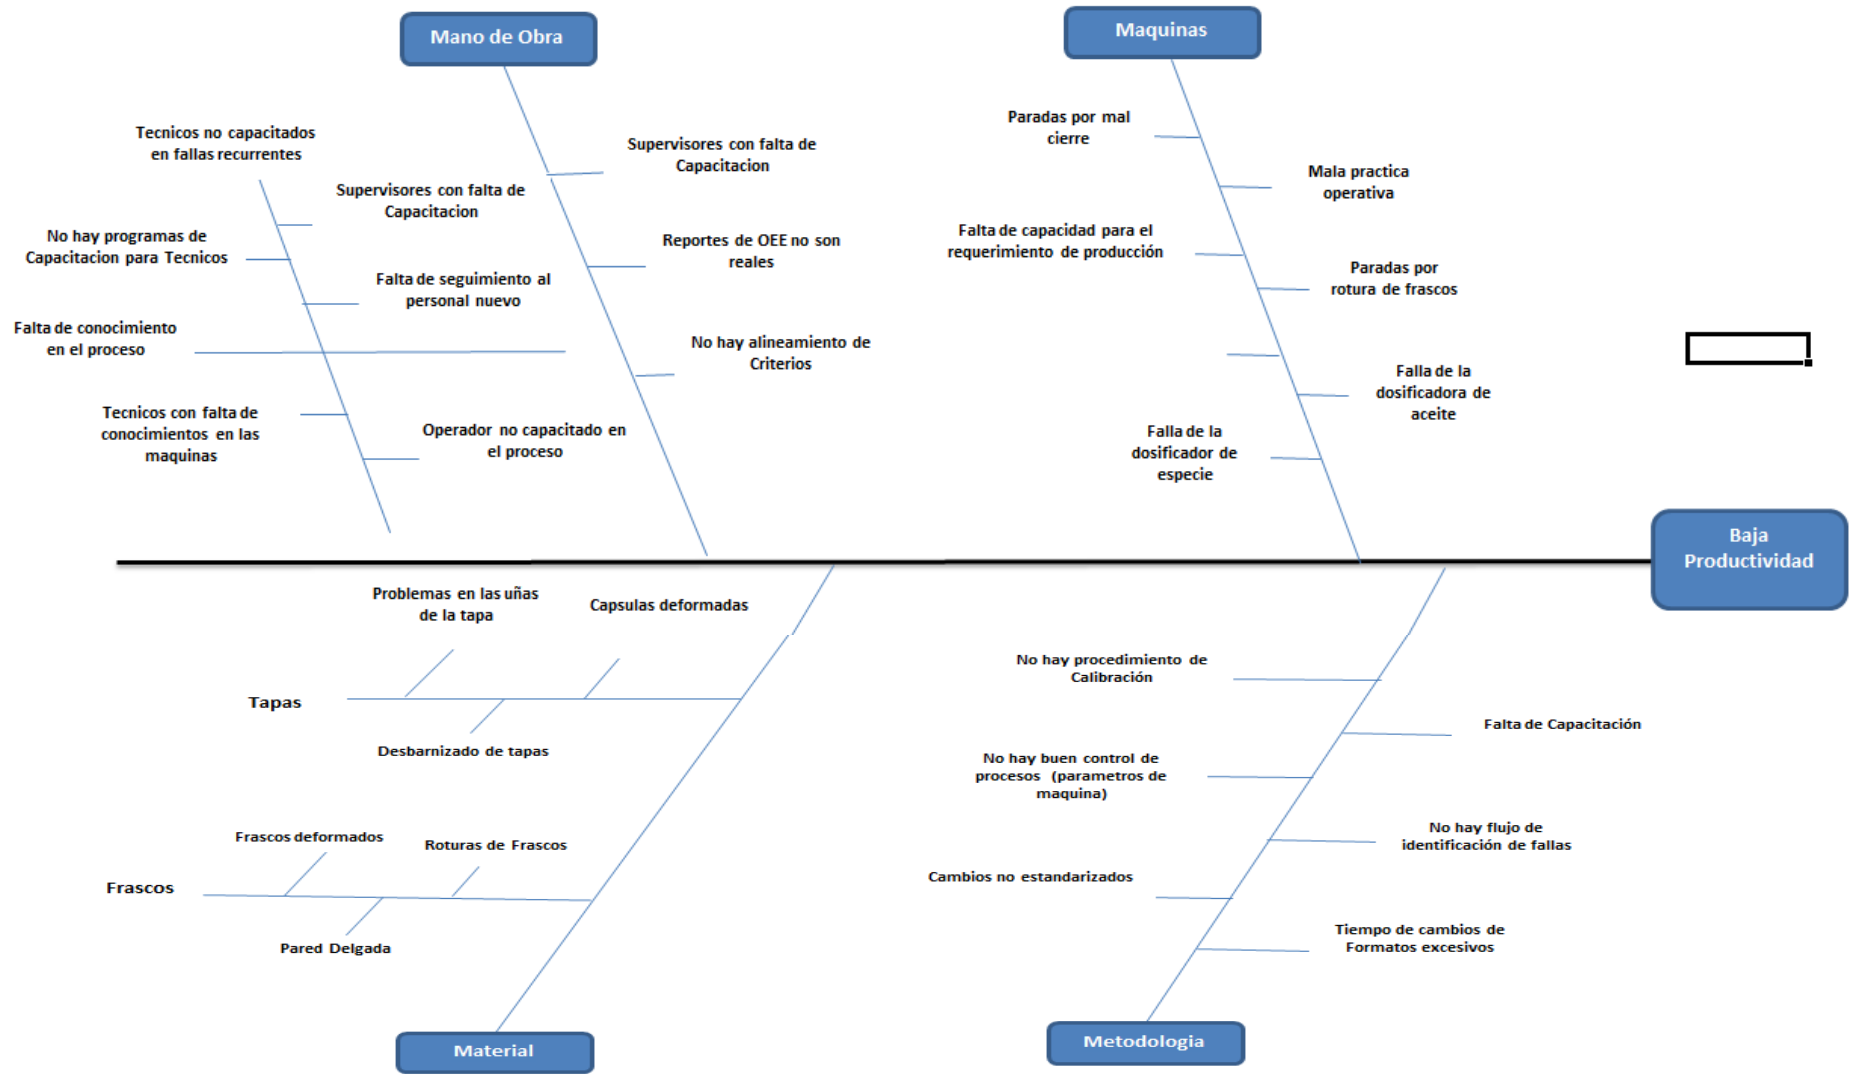 Mano de Obra
Maquinas
Tecnicos no capacitados
en fallas recurrentes
Supervisores con falta de
Capacitacion
No hay programas de
Capacitacion para Tecnicos
Falta de seguimiento al
personal nuevo
Falta de conocimiento
en el proceso
Tecnicos con falta de
conocimientos en las
maquinas
Operador no capacitado en
el proceso
Supervisores con falta de
Capacitacion
Reportes de OEE no son
reales
No hay alineamiento de
Criterios
Paradas por mal
cierre
Mala practica
operativa
Falta de capacidad para el
requerimiento de producción
Paradas por
rotura de frascos
Falla de la
dosificadora de
aceite
Falla de la
dosificador de
especie
Baja
Productividad
Problemas en las uñas
de la tapa
Capsulas deformadas
Tapas
Desbarnizado de tapas
Frascos deformados
Roturas de Frascos
Frascos
Pared Delgada
Material
No hay procedimiento de
Calibración
Falta de Capacitación
No hay buen control de
procesos (parametros de
maquina)
No hay flujo de
identificación de fallas
Cambios no estandarizados
Tiempo de cambios de
Formatos excesivos
Metodologia